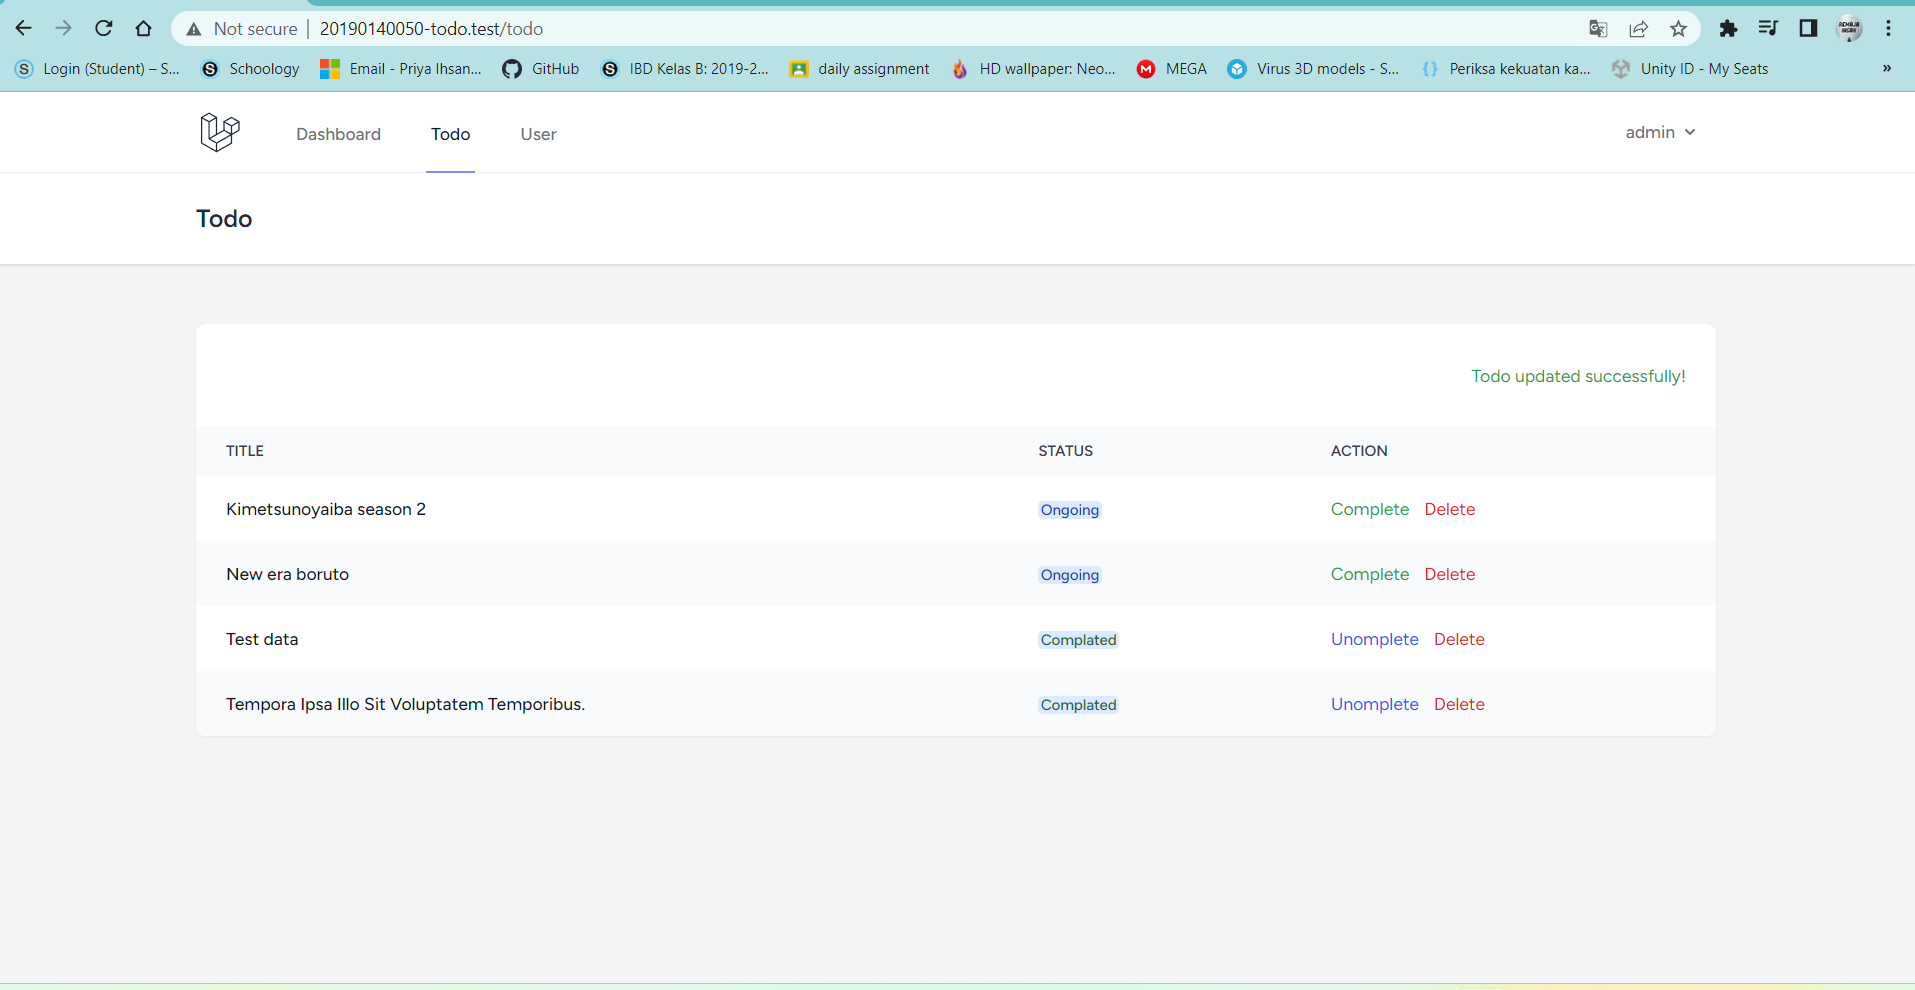 Not secure | 20190140050-todo.test/todo
Login (Student) – S... Schoology Email - Priya Ihsan... GitHub IBD Kelas B: 2019-2... daily assignment HD wallpaper: Neo... MEGA Virus 3D models - S... Periksa kekuatan ka... Unity ID - My Seats »
Dashboard Todo User admin
Todo
Todo updated successfully!
TITLE STATUS ACTION
Kimetsunoyaiba season 2 Ongoing Complete Delete
New era boruto Ongoing Complete Delete
Test data Complated Unomplete Delete
Tempora Ipsa Illo Sit Voluptatem Temporibus. Complated Unomplete Delete